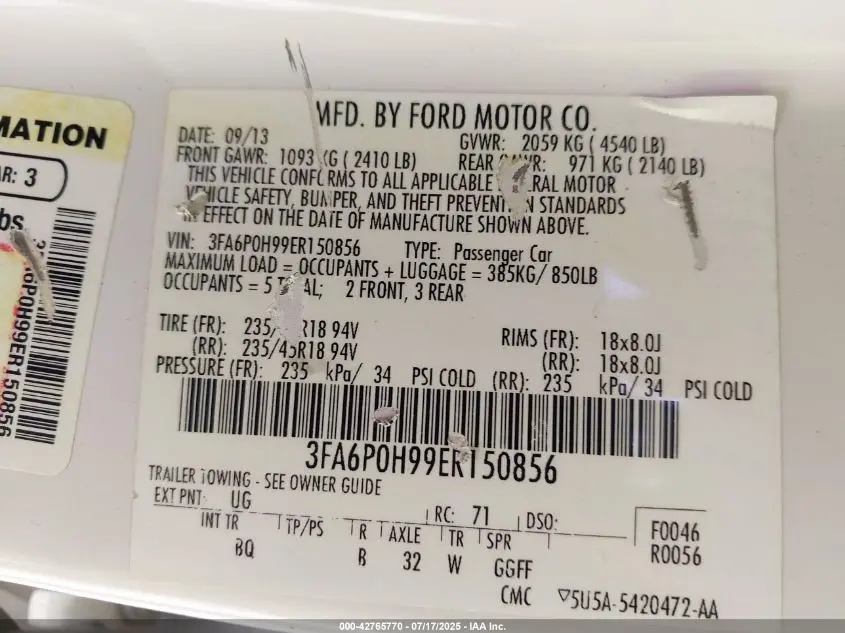 MATION
AR: 3
bs
P0H99ER150856
MFD. BY FORD MOTOR CO.
DATE: 09/13 GVWR: 2059 KG ( 4540 LB)
FRONT GAWR: 1093 KG ( 2410 LB) REAR GAWR: 971 KG ( 2140 LB)
THIS VEHICLE CONFORMS TO ALL APPLICABLE FEDERAL MOTOR
VEHICLE SAFETY, BUMPER, AND THEFT PREVENTION STANDARDS
IN EFFECT ON THE DATE OF MANUFACTURE SHOWN ABOVE.
VIN: 3FA6P0H99ER150856 TYPE: Passenger Car
MAXIMUM LOAD = OCCUPANTS + LUGGAGE = 385KG/ 850LB
OCCUPANTS = 5 TOTAL; 2 FRONT, 3 REAR
TIRE (FR): 235/ R18 94V RIMS (FR): 18x8.0J
(RR): 235/45R18 94V (RR): 18x8.0J
PRESSURE (FR): 235 kPa/ 34 PSI COLD (RR): 235 kPa/ 34 PSI COLD
3FA6P0H99ER150856
TRAILER TOWING - SEE OWNER GUIDE
EXT PNT: UG RC: 71 DSO:
INT TR TP/PS R AXLE TR SPR F0046
BQ B 32 W GGFF R0056
CMC ▽5U5A-5420472-AA
000-42765770 - 07/17/2025 - IAA Inc.